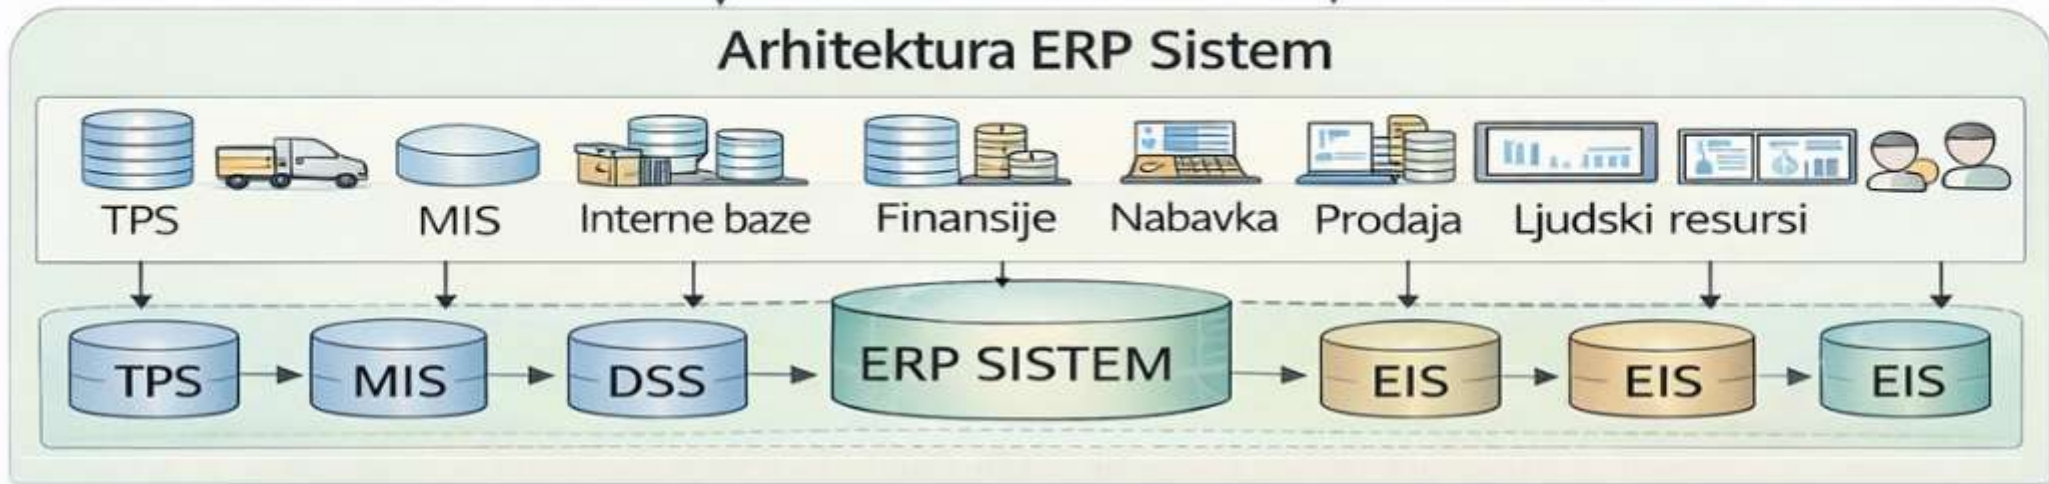 Arhitektura ERP Sistem
TPS MIS Interne baze Finansije Nabavka Prodaja Ljudski resursi
TPS MIS DSS ERP SISTEM EIS EIS EIS